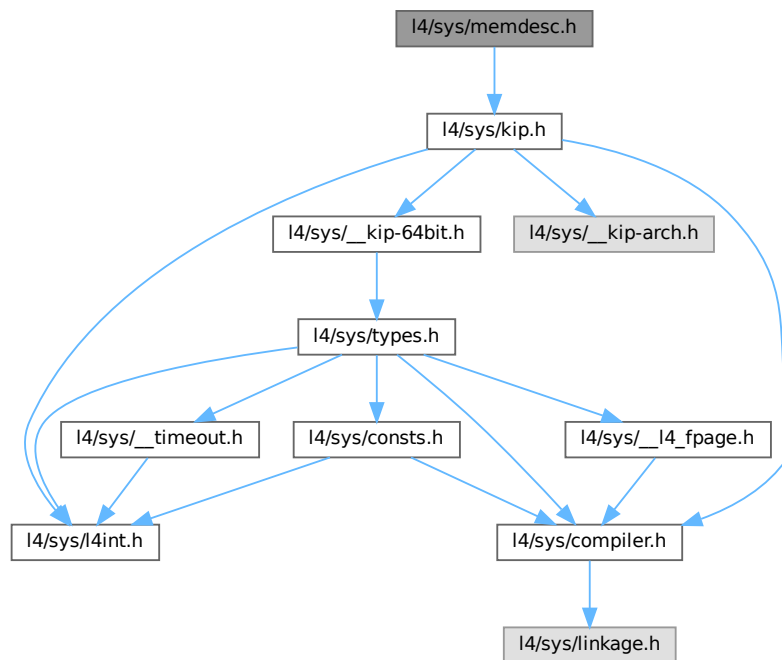 l4/sys/memdesc.h
l4/sys/kip.h
l4/sys/__kip-64bit.h
l4/sys/__kip-arch.h
l4/sys/types.h
l4/sys/__timeout.h
l4/sys/consts.h
l4/sys/__l4_fpage.h
l4/sys/l4int.h
l4/sys/compiler.h
l4/sys/linkage.h